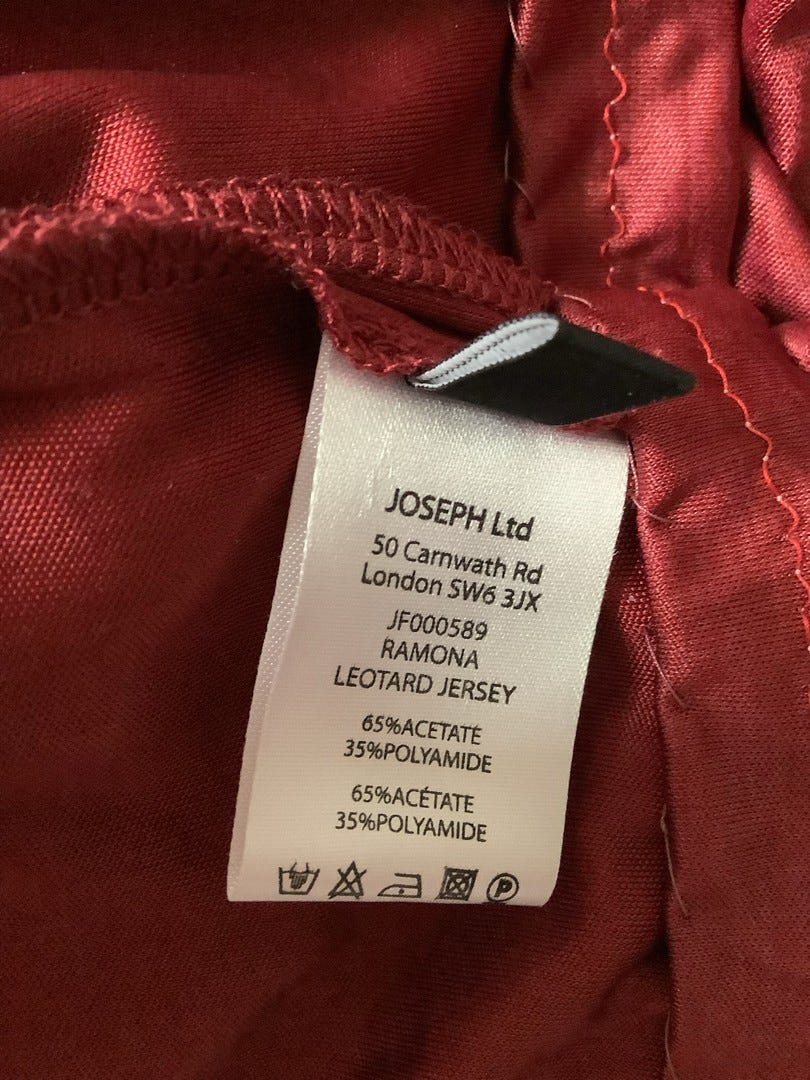 JOSEPH Ltd
50 Carnwath Rd
London SW6 3JX
JF000589
RAMONA
LEOTARD JERSEY
65%ACETATE
35%POLYAMIDE
65%ACÉTATE
35%POLYAMIDE
P